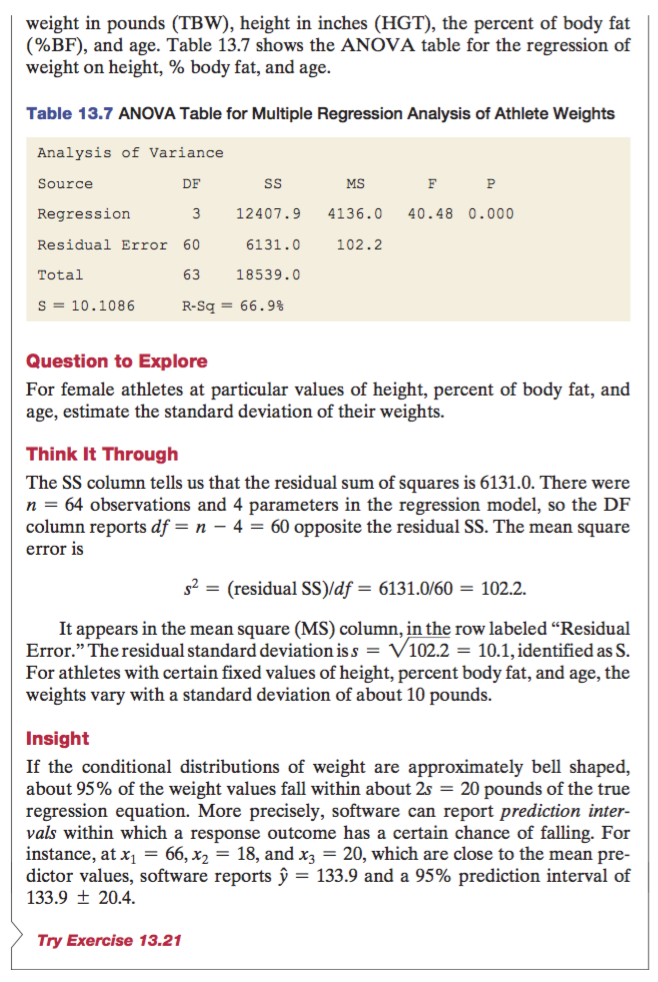 weight in pounds (TBW), height in inches (HGT), the percent of body fat
(%BF), and age. Table 13.7 shows the ANOVA table for the regression of
weight on height, % body fat, and age.
Table 13.7 ANOVA Table for Multiple Regression Analysis of Athlete Weights
Analysis of Variance
Source DF SS MS F P
Regression 3 12407.9 4136.0 40.48 0.000
Residual Error 60 6131.0 102.2
Total 63 18539.0
S = 10.1086 R-Sq = 66.9%
Question to Explore
For female athletes at particular values of height, percent of body fat, and
age, estimate the standard deviation of their weights.
Think It Through
The SS column tells us that the residual sum of squares is 6131.0. There were
n = 64 observations and 4 parameters in the regression model, so the DF
column reports df = n − 4 = 60 opposite the residual SS. The mean square
error is
s² = (residual SS)/df = 6131.0/60 = 102.2.
It appears in the mean square (MS) column, in the row labeled “Residual
Error.” The residual standard deviation is s = √102.2 = 10.1, identified as S.
For athletes with certain fixed values of height, percent body fat, and age, the
weights vary with a standard deviation of about 10 pounds.
Insight
If the conditional distributions of weight are approximately bell shaped,
about 95% of the weight values fall within about 2s = 20 pounds of the true
regression equation. More precisely, software can report prediction inter-
vals within which a response outcome has a certain chance of falling. For
instance, at x₁ = 66, x₂ = 18, and x₃ = 20, which are close to the mean pre-
dictor values, software reports ŷ = 133.9 and a 95% prediction interval of
133.9 ± 20.4.
Try Exercise 13.21